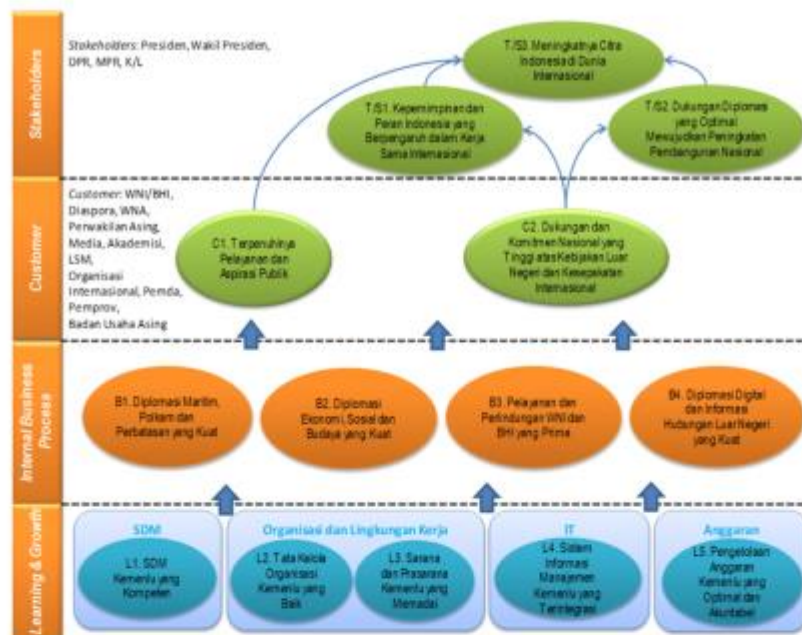 Stakeholders
Stakeholders: Presiden, Wakil Presiden,
DPR, MPR, K/L
T/S3. Meningkatnya Citra
Indonesia di Dunia
Internasional
T/S1. Kepemimpinan dan
Peran Indonesia yang
Berpengaruh dalam Kerja
Sama Internasional
T/S2. Dukungan Diplomasi
yang Optimal
Mewujudkan Peningkatan
Pembangunan Nasional
Customer
Customer: WNI/BHI,
Diaspora, WNA,
Perwakilan Asing,
Media, Akademisi,
LSM,
Organisasi
Internasional, Pemda,
Pemprov,
Badan Usaha Asing
C1. Terpenuhinya
Pelayanan dan
Aspirasi Publik
C2. Dukungan dan
Komitmen Nasional yang
Tinggi atas Kebijakan Luar
Negeri dan Kesepakatan
Internasional
Internal Business
Process
B1. Diplomasi Maritim,
Polkam dan
Perbatasan yang Kuat
B2. Diplomasi
Ekonomi, Sosial dan
Budaya yang Kuat
B3. Pelayanan dan
Perlindungan WNI dan
BHI yang Prima
B4. Diplomasi Digital
dan Informasi
Hubungan Luar Negeri
yang Kuat
Learning & Growth
SDM
L1. SDM
Kemenlu yang
Kompeten
Organisasi dan Lingkungan Kerja
L2. Tata Kelola
Organisasi
Kemenlu yang
Baik
L3. Sarana
dan Prasarana
Kemenlu yang
Memadai
IT
L4. Sistem
Informasi
Manajemen
Kemenlu yang
Terintegrasi
Anggaran
L5. Pengelolaan
Anggaran
Kemenlu yang
Optimal dan
Akuntabel